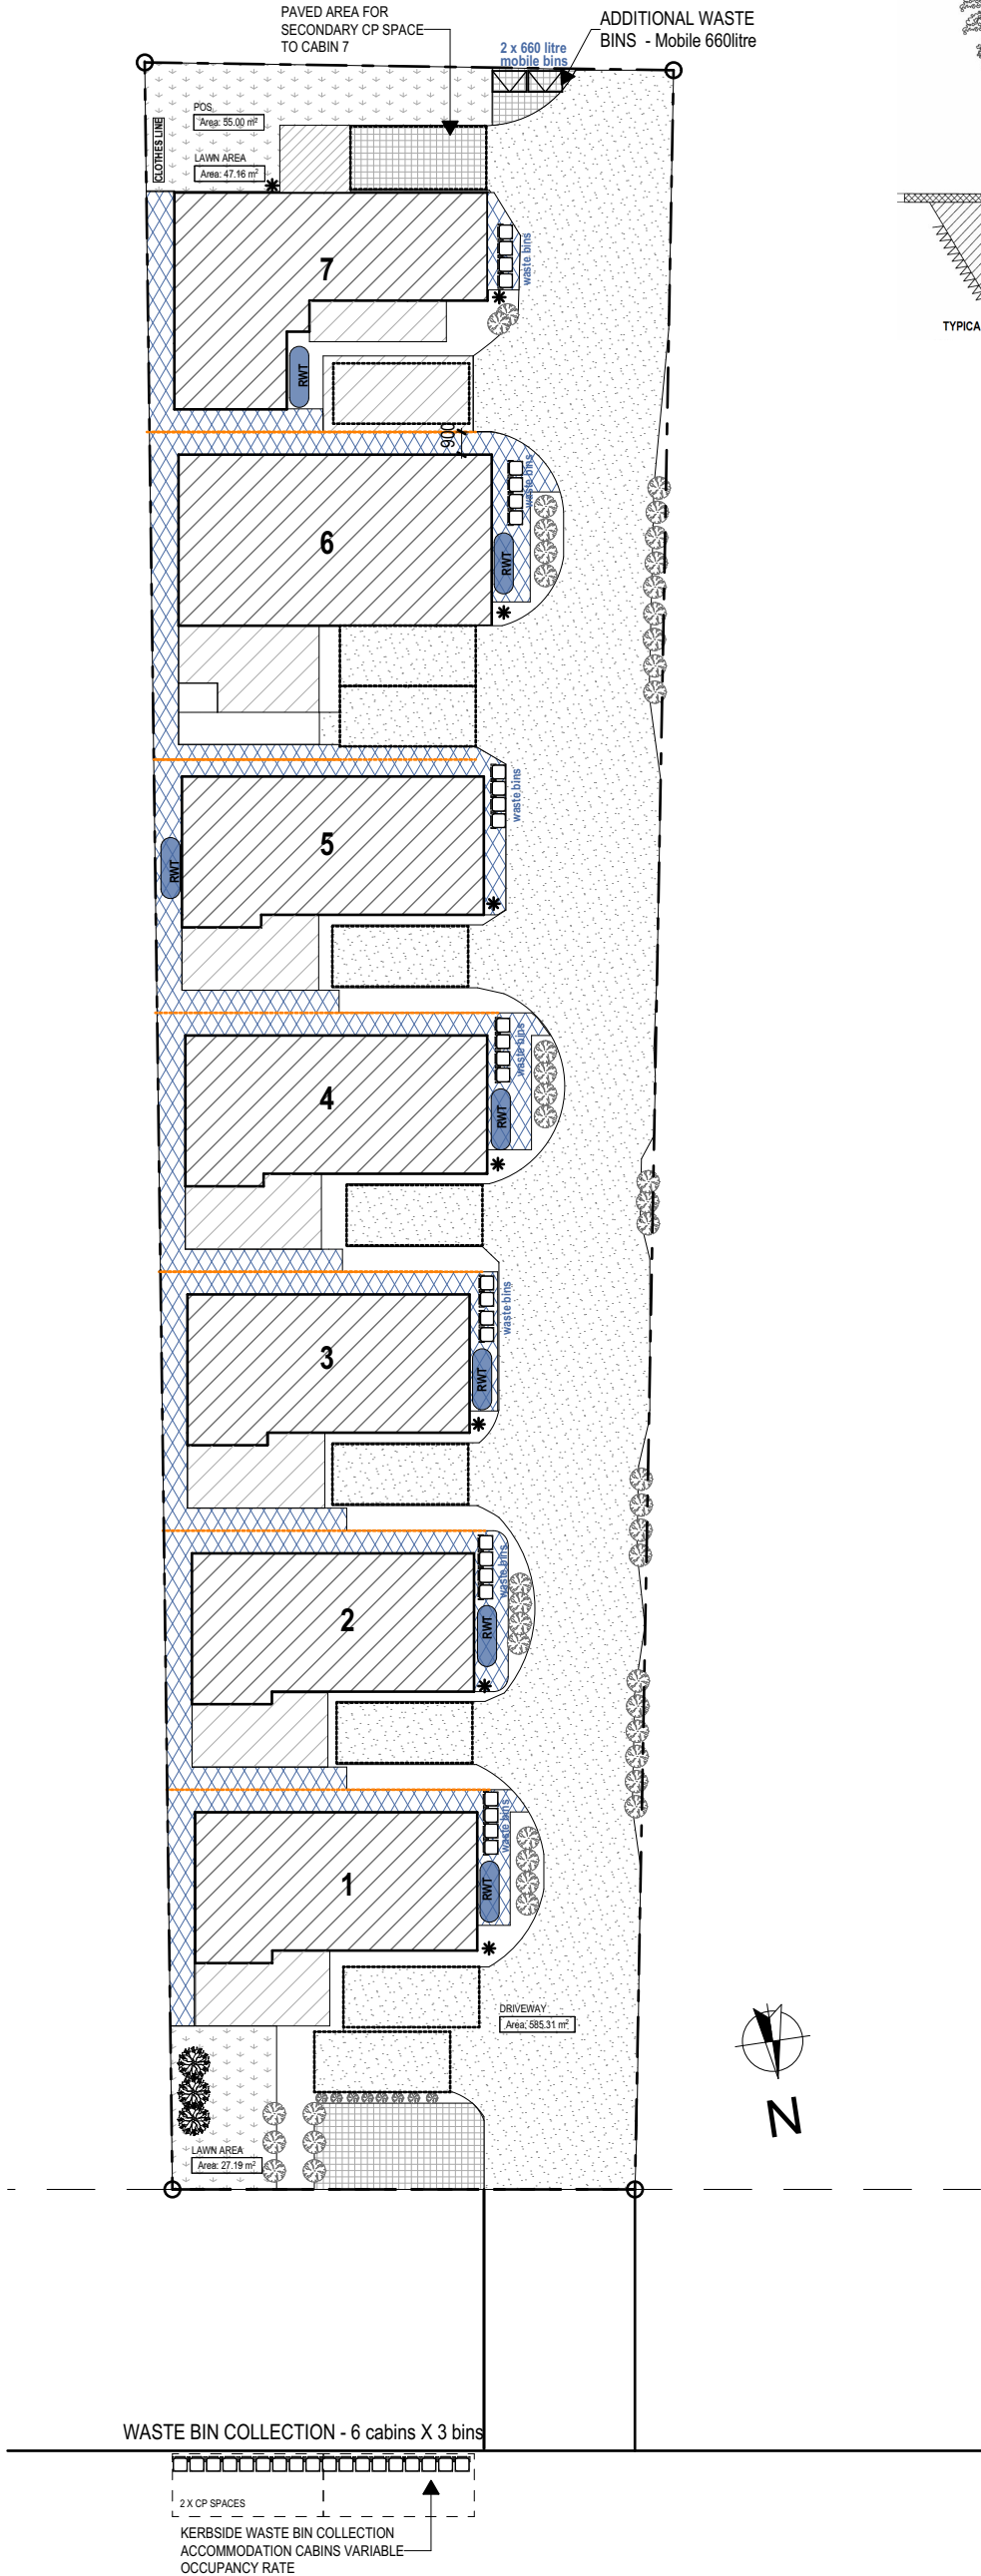 PAVED AREA FOR
SECONDARY CP SPACE
TO CABIN 7
ADDITIONAL WASTE
BINS - Mobile 660litre
2 x 660 litre
mobile bins
POS
Area: 55.00 m²
CLOTHES LINE
LAWN AREA
Area: 47.16 m²
7
waste bins
TYPICA
RWT
900
waste bins
6
RWT
waste bins
5
RWT
waste bins
4
RWT
waste bins
3
RWT
waste bins
2
RWT
waste bins
1
RWT
DRIVEWAY
Area: 585.31 m²
N
LAWN AREA
Area: 27.19 m²
WASTE BIN COLLECTION - 6 cabins X 3 bins
2 X CP SPACES
KERBSIDE WASTE BIN COLLECTION
ACCOMMODATION CABINS VARIABLE
OCCUPANCY RATE